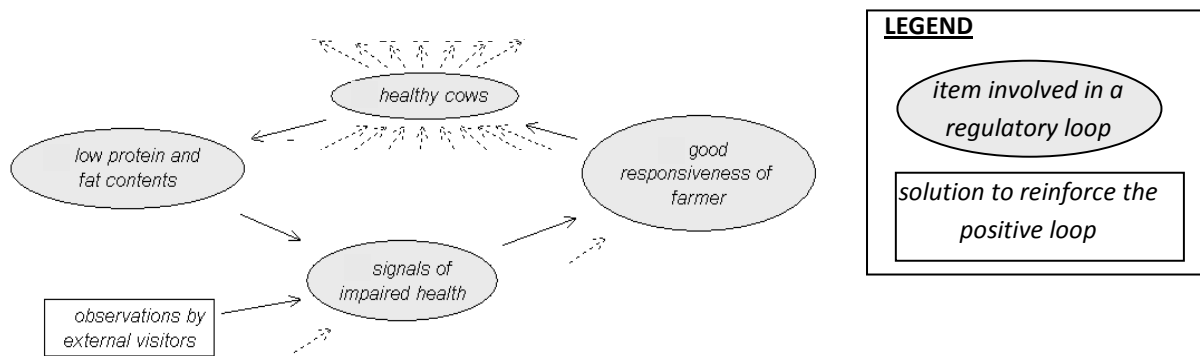 healthy cows
low protein and
fat contents
good
responsiveness of
farmer
signals of
impaired health
observations by
external visitors
LEGEND
item involved in a
regulatory loop
solution to reinforce the
positive loop